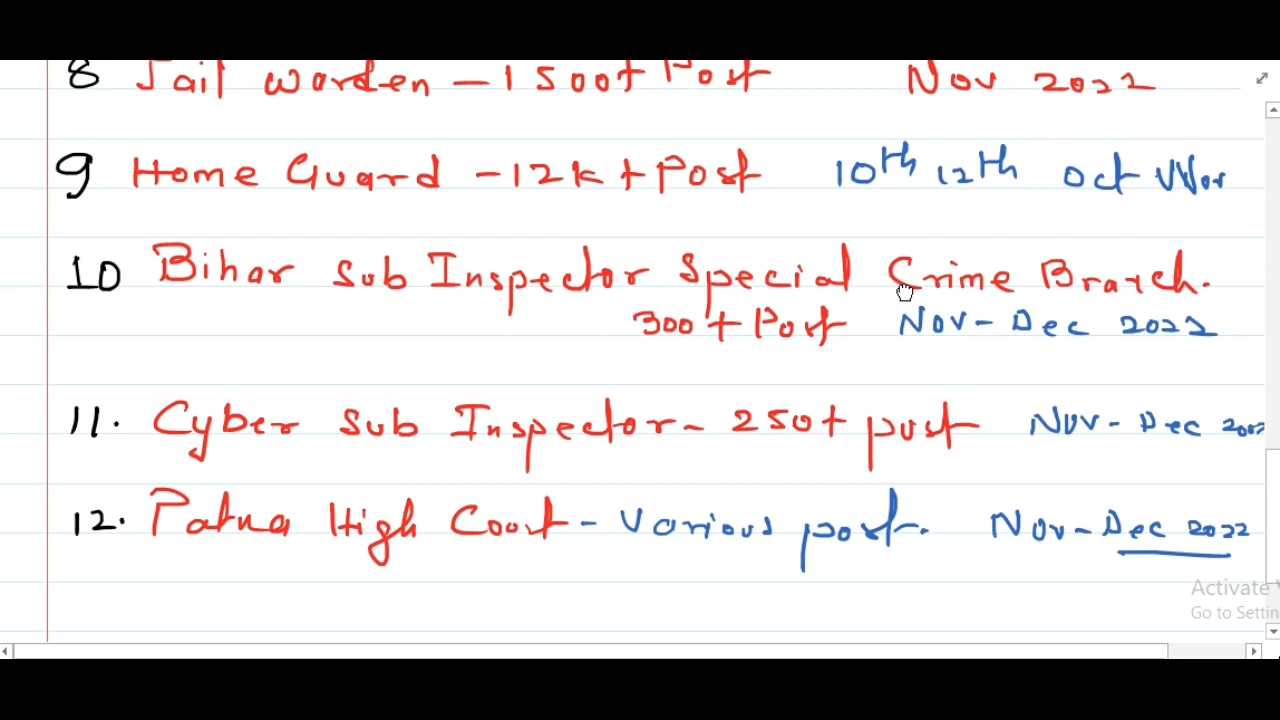 8 Jail Warden - 1500+ Post Nov 2022
9 Home Guard - 12k + Post 10th 12th Oct Nov
10 Bihar Sub Inspector Special Crime Branch.
300 + Post Nov - Dec 2022
11. Cyber Sub Inspector - 250+ post Nov - Dec 2022
12. Patna High Court - Various post. Nov - Dec 2022
Activate
Go to Settin